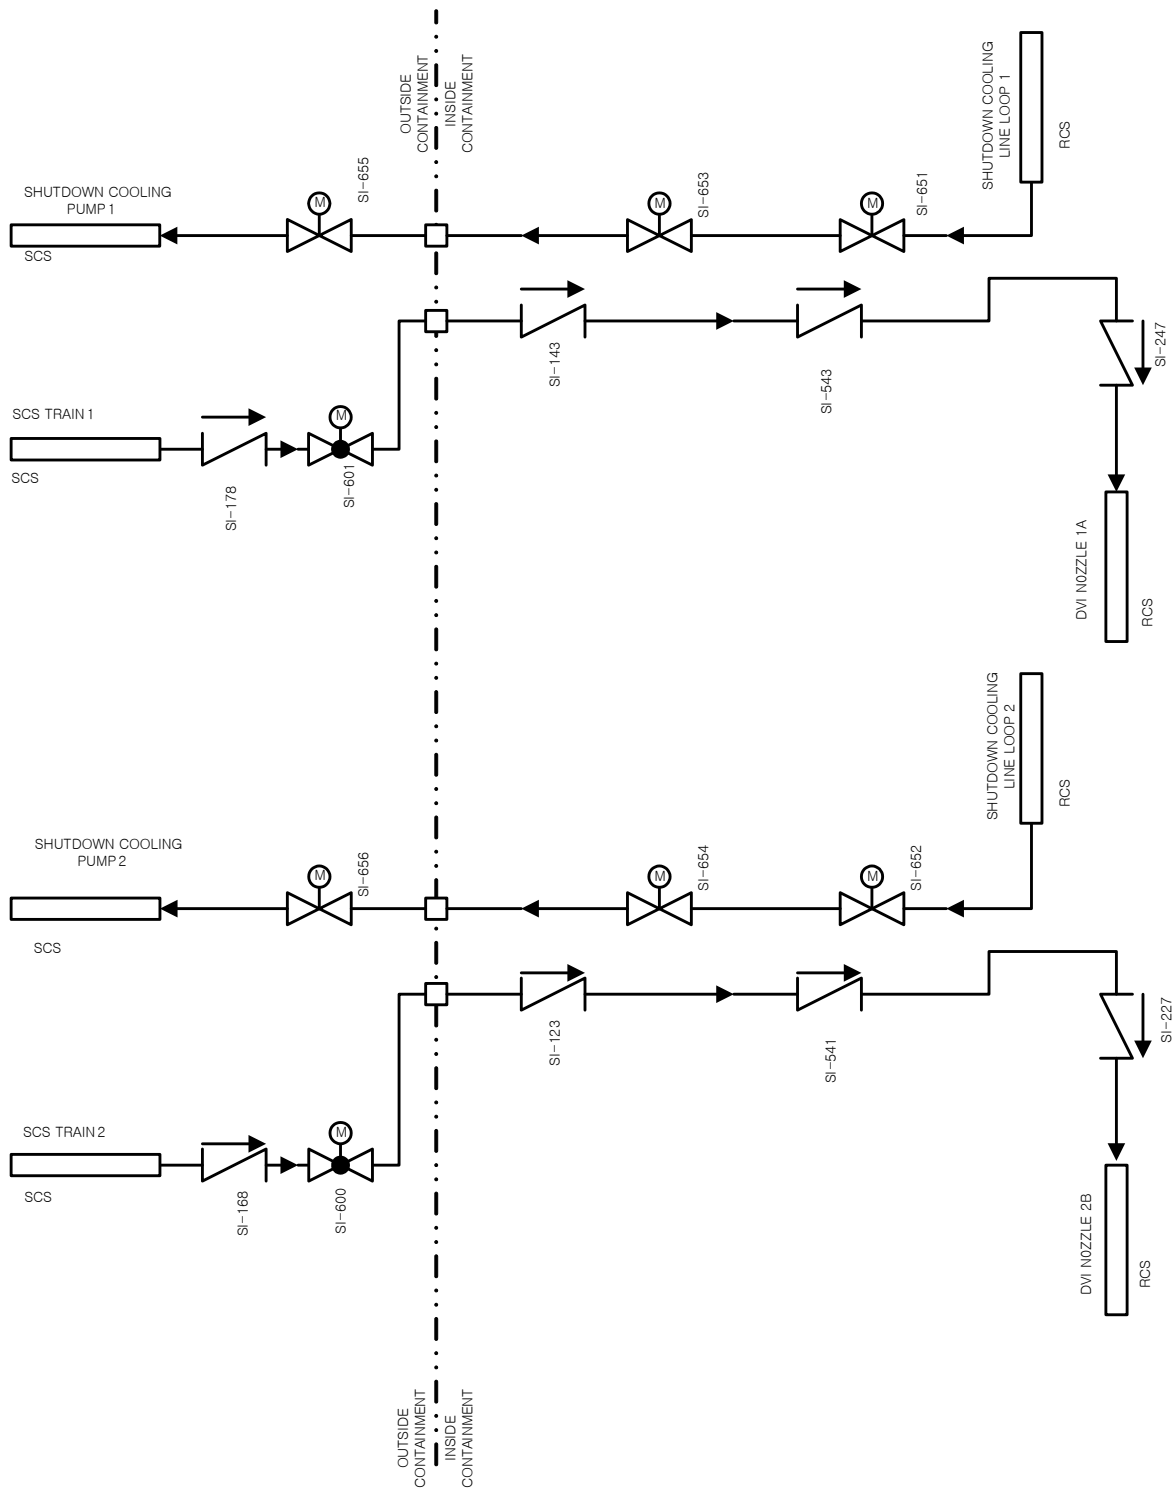 OUTSIDE
CONTAINMENT
INSIDE
CONTAINMENT
SHUTDOWN COOLING
LINE LOOP 1
RCS
SHUTDOWN COOLING
PUMP 1
SCS
M
SI-655
M
SI-653
M
SI-651
SI-143
SI-543
SI-247
SCS TRAIN 1
SCS
SI-178
M
SI-601
DVI NOZZLE 1A
RCS
SHUTDOWN COOLING
LINE LOOP 2
RCS
SHUTDOWN COOLING
PUMP 2
SCS
M
SI-656
M
SI-654
M
SI-652
SI-123
SI-541
SI-227
SCS TRAIN 2
SCS
SI-168
M
SI-600
DVI NOZZLE 2B
RCS
OUTSIDE
CONTAINMENT
INSIDE
CONTAINMENT